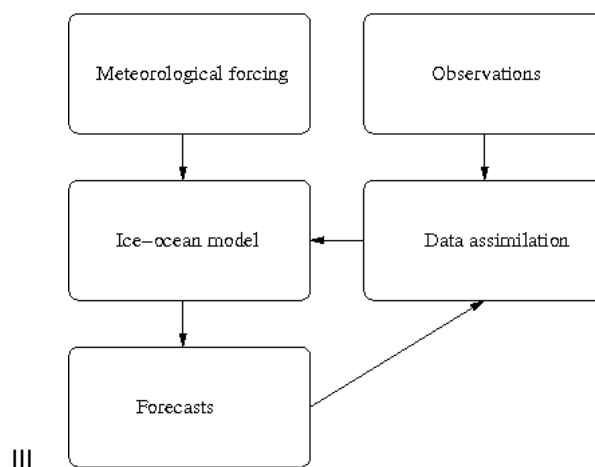 Meteorological forcing
Observations
Ice–ocean model
Data assimilation
Forecasts
III